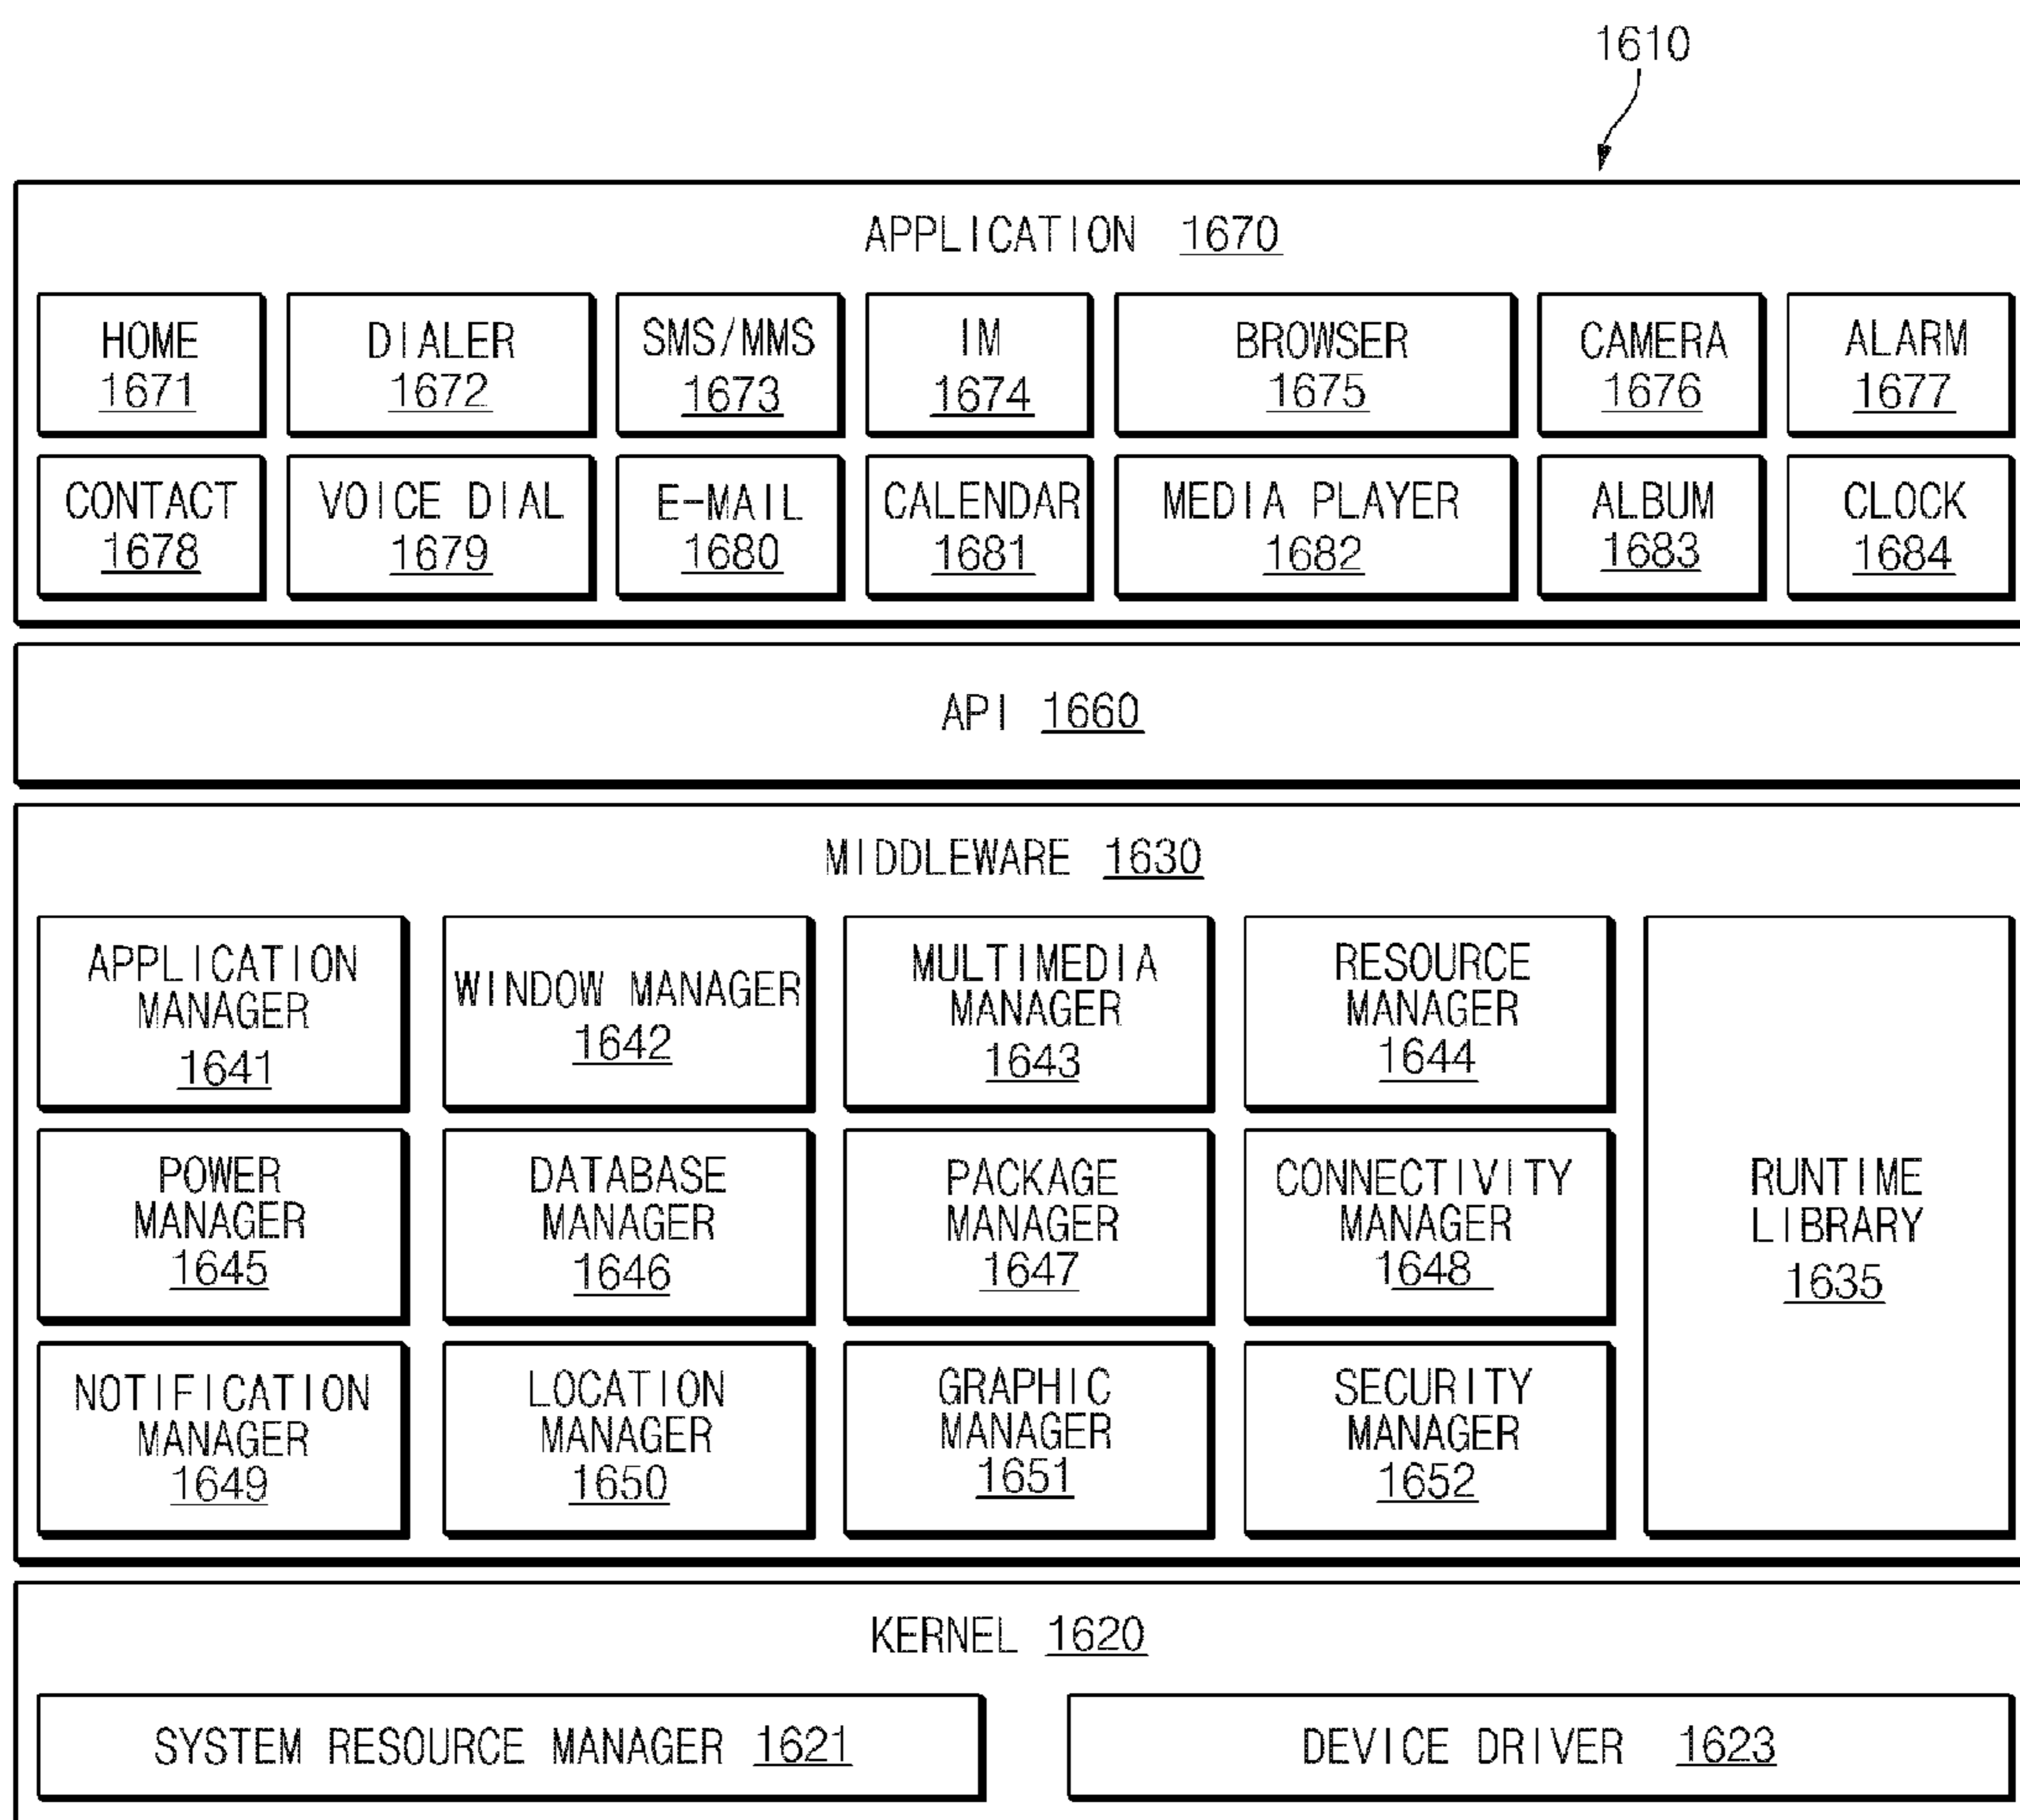 1610
APPLICATION 1670
HOME
1671
DIALER
1672
SMS/MMS
1673
IM
1674
BROWSER
1675
CAMERA
1676
ALARM
1677
CONTACT
1678
VOICE DIAL
1679
E-MAIL
1680
CALENDAR
1681
MEDIA PLAYER
1682
ALBUM
1683
CLOCK
1684
API 1660
MIDDLEWARE 1630
APPLICATION
MANAGER
1641
WINDOW MANAGER
1642
MULTIMEDIA
MANAGER
1643
RESOURCE
MANAGER
1644
POWER
MANAGER
1645
DATABASE
MANAGER
1646
PACKAGE
MANAGER
1647
CONNECTIVITY
MANAGER
1648
NOTIFICATION
MANAGER
1649
LOCATION
MANAGER
1650
GRAPHIC
MANAGER
1651
SECURITY
MANAGER
1652
RUNTIME
LIBRARY
1635
KERNEL 1620
SYSTEM RESOURCE MANAGER 1621
DEVICE DRIVER 1623